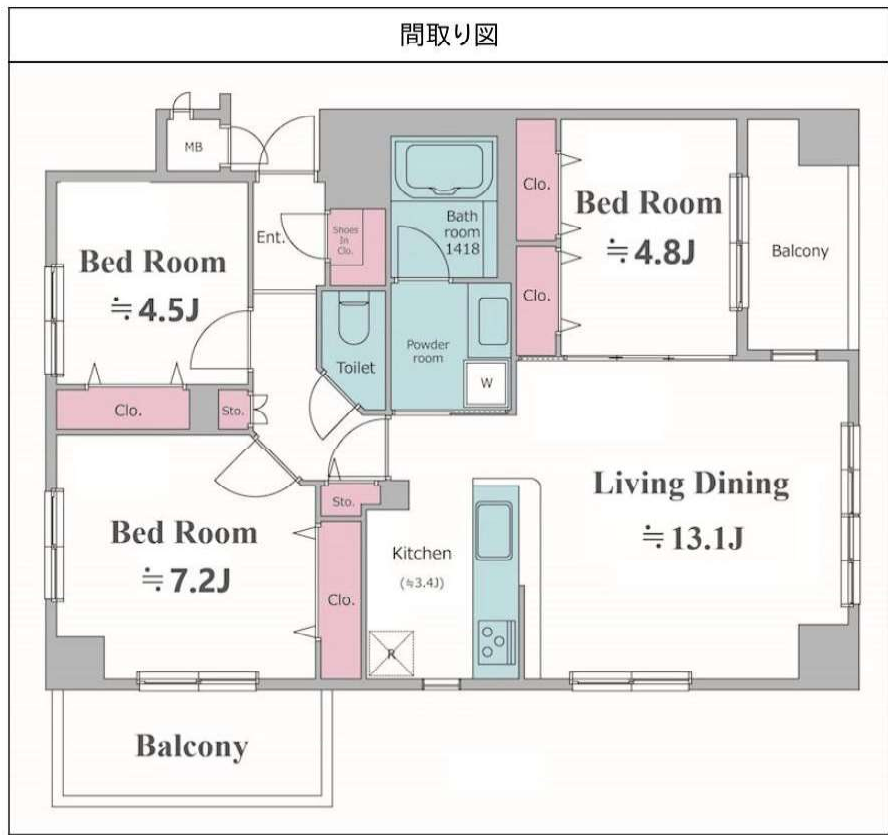 間取り図
MB
Ent.
Shoes
In
Clo.
Bath
room
1418
Clo.
Bed Room
≒4.8J
Balcony
Bed Room
≒4.5J
Clo.
Toilet
Powder
room
W
Clo.
Sto.
Bed Room
≒7.2J
Sto.
Clo.
Kitchen
(≒3.4J)
R
Living Dining
≒13.1J
Balcony